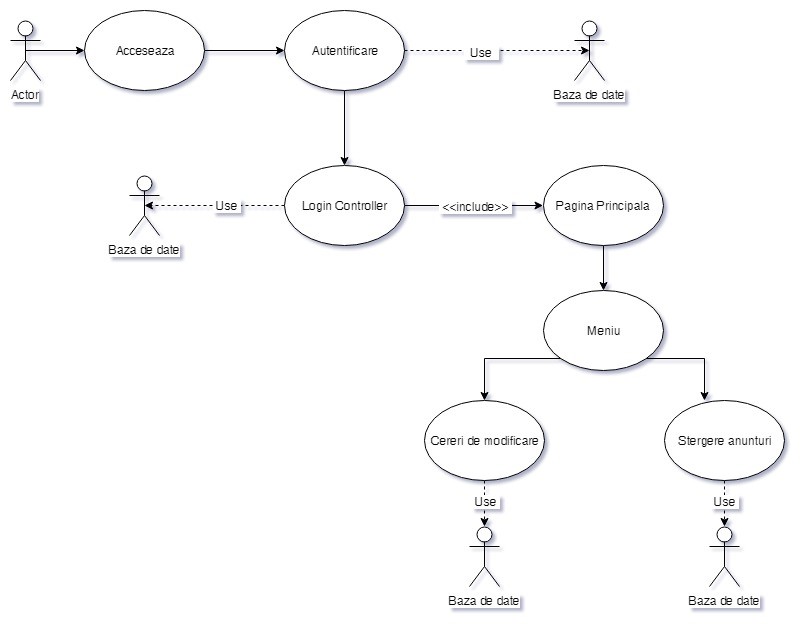 Acceseaza
Autentificare
Use
Actor
Baza de date
Use
Login Controller
<<include>>
Pagina Principala
Baza de date
Meniu
Cereri de modificare
Stergere anunturi
Use
Use
Baza de date
Baza de date